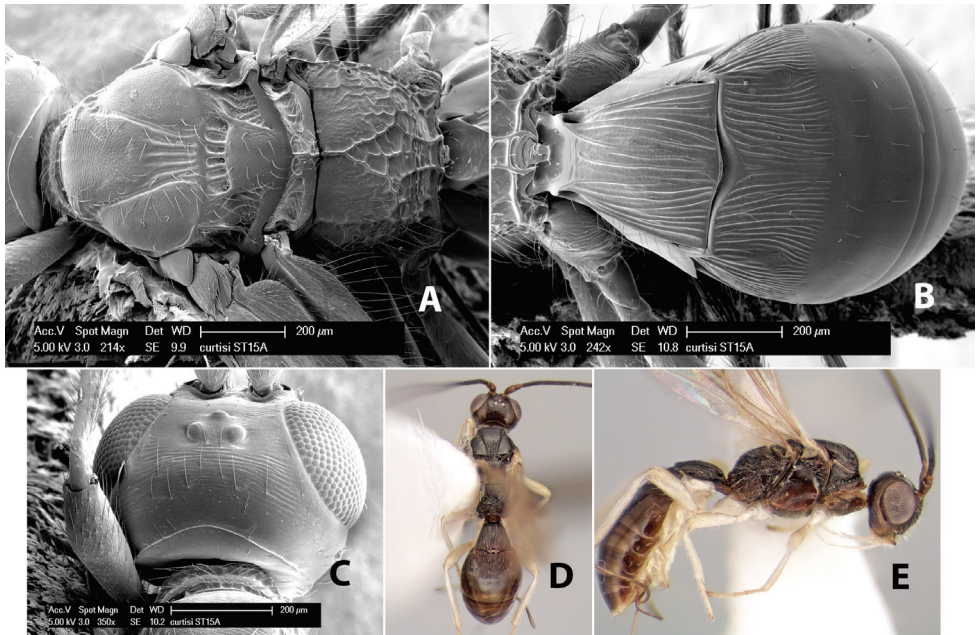 A
Acc.V Spot Magn Det WD 200 µm
5.00 kV 3.0 214x SE 9.9 curtisi ST15A
B
Acc.V Spot Magn Det WD 200 µm
5.00 kV 3.0 242x SE 10.8 curtisi ST15A
C
Acc.V Spot Magn Det WD 200 µm
5.00 kV 3.0 350x SE 10.2 curtisi ST15A
D
E